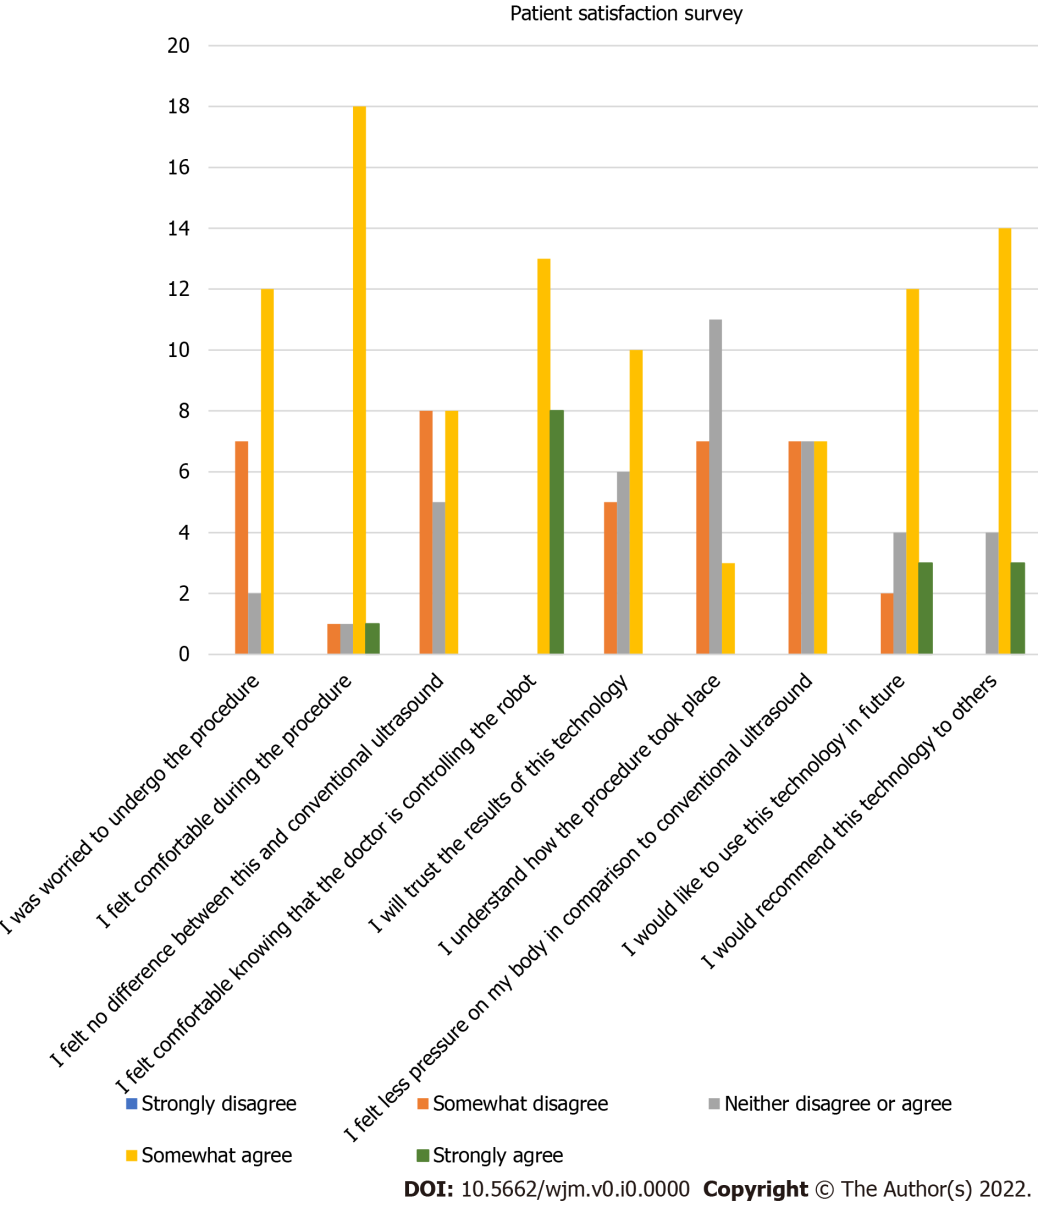 Patient satisfaction survey
20
18
16
14
12
10
8
6
4
2
0
I was worried to undergo the procedure
I felt comfortable during the procedure
I felt no difference between this and conventional ultrasound
I felt comfortable knowing that the doctor is controlling the robot
I will trust the results of this technology
I understand how the procedure took place
I felt less pressure on my body in comparison to conventional ultrasound
I would like to use this technology in future
I would recommend this technology to others
Strongly disagree
Somewhat disagree
Neither disagree or agree
Somewhat agree
Strongly agree
DOI: 10.5662/wjm.v0.i0.0000 Copyright © The Author(s) 2022.